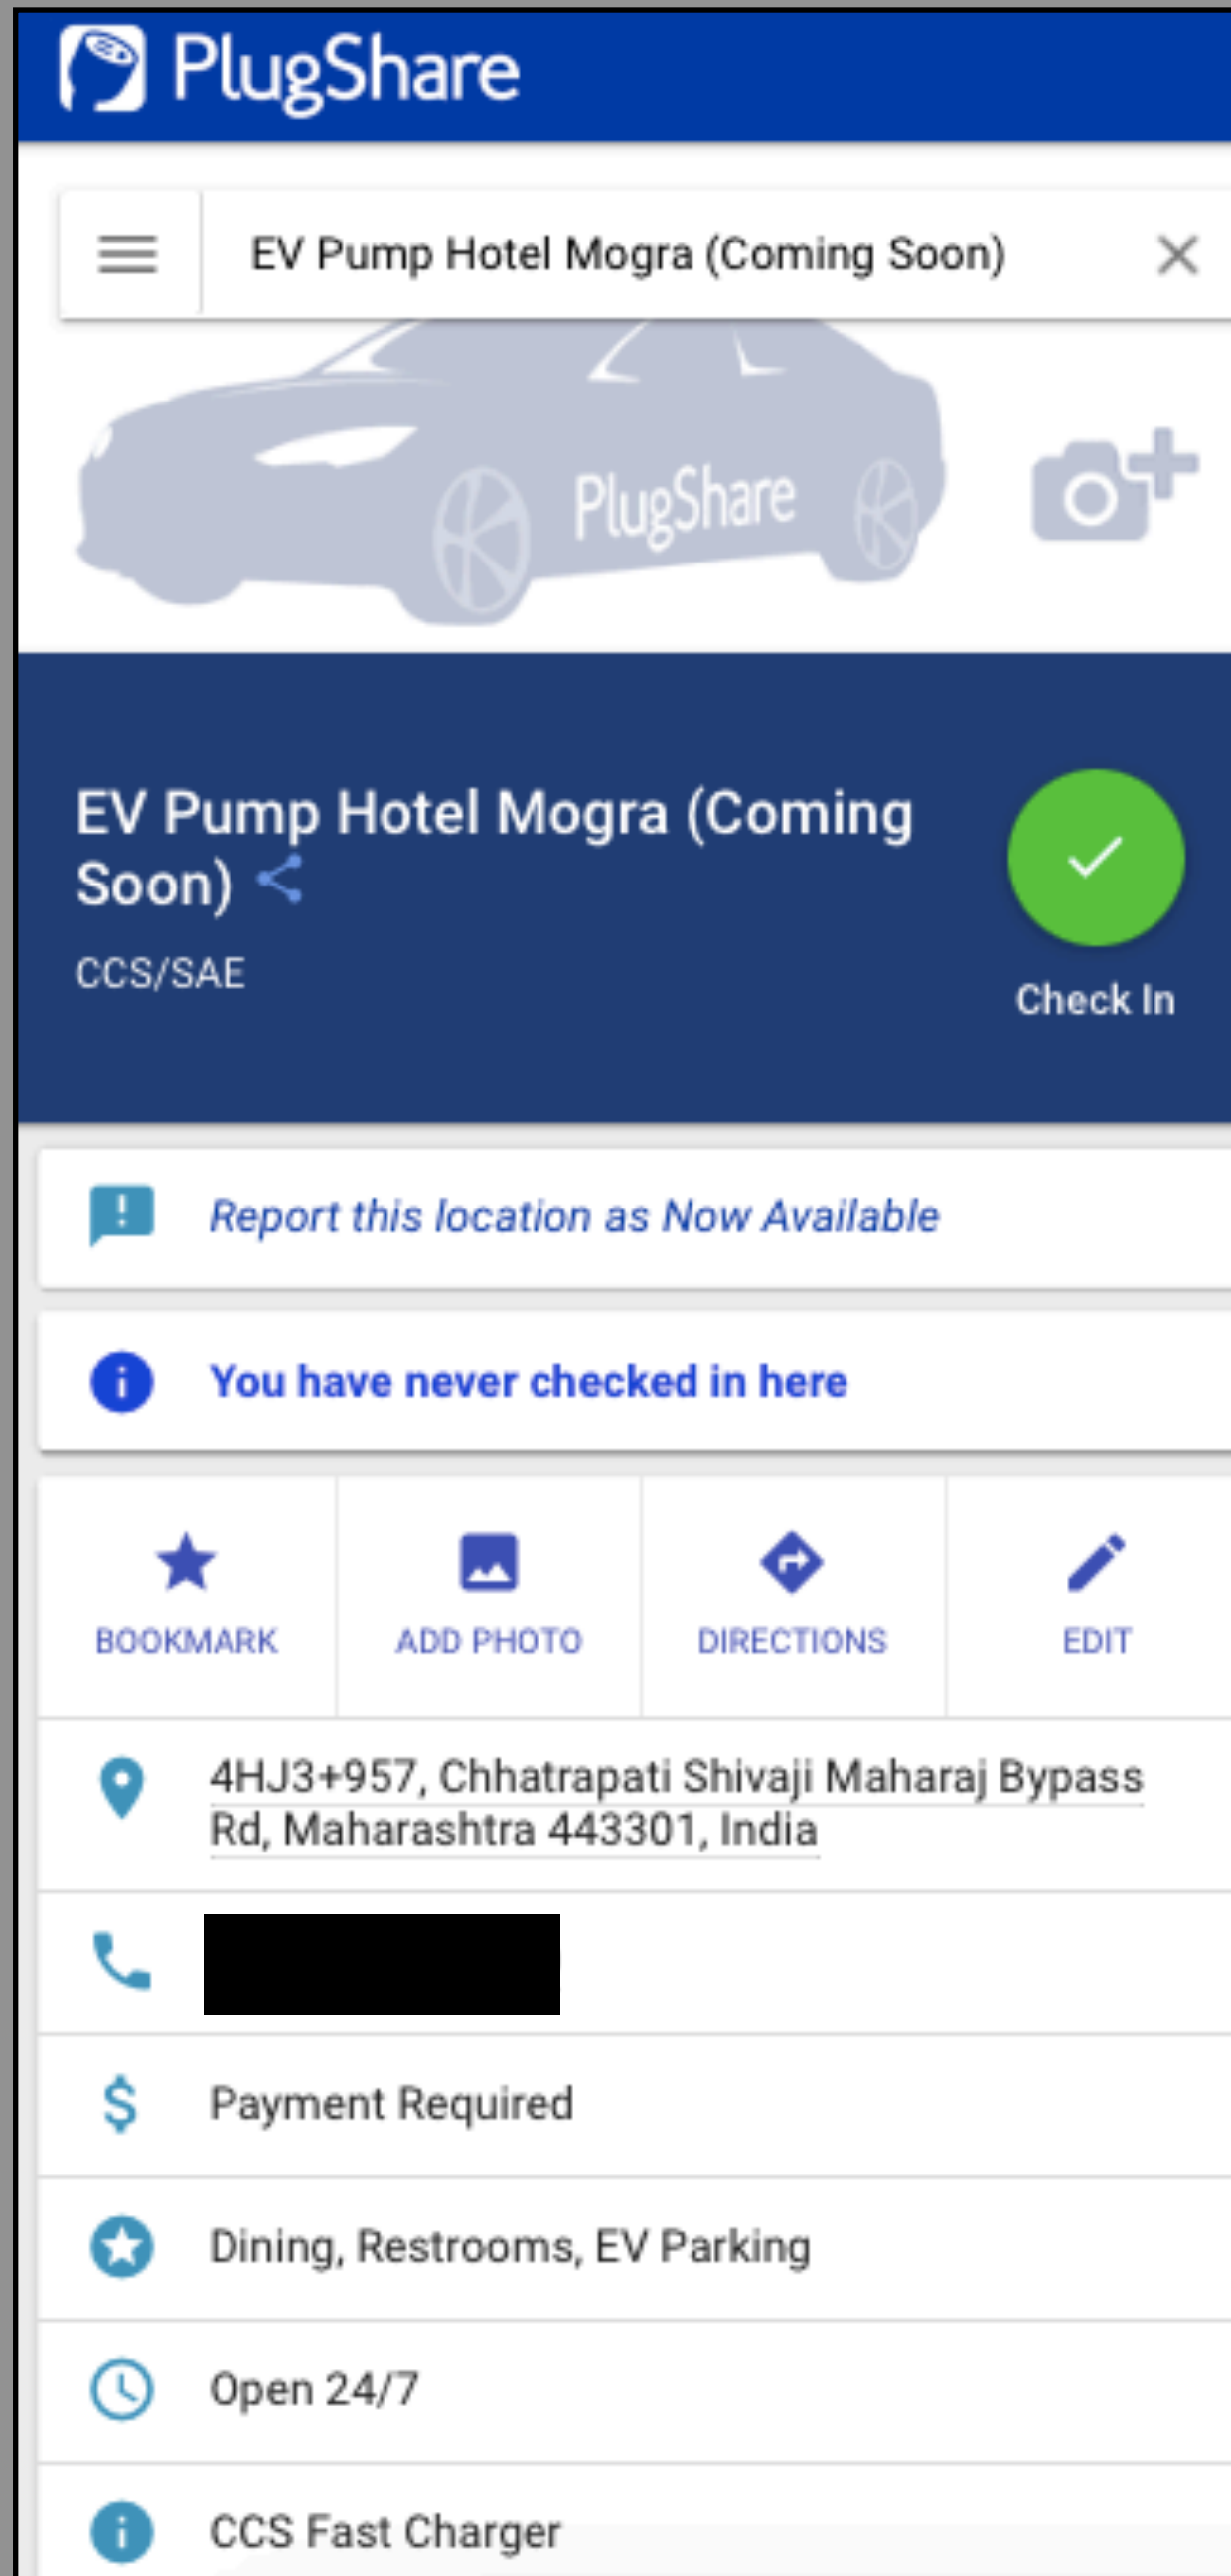 PlugShare
EV Pump Hotel Mogra (Coming Soon)
PlugShare
EV Pump Hotel Mogra (Coming
Soon)
CCS/SAE
Check In
Report this location as Now Available
You have never checked in here
BOOKMARK
ADD PHOTO
DIRECTIONS
EDIT
4HJ3+957, Chhatrapati Shivaji Maharaj Bypass
Rd, Maharashtra 443301, India
Payment Required
Dining, Restrooms, EV Parking
Open 24/7
CCS Fast Charger